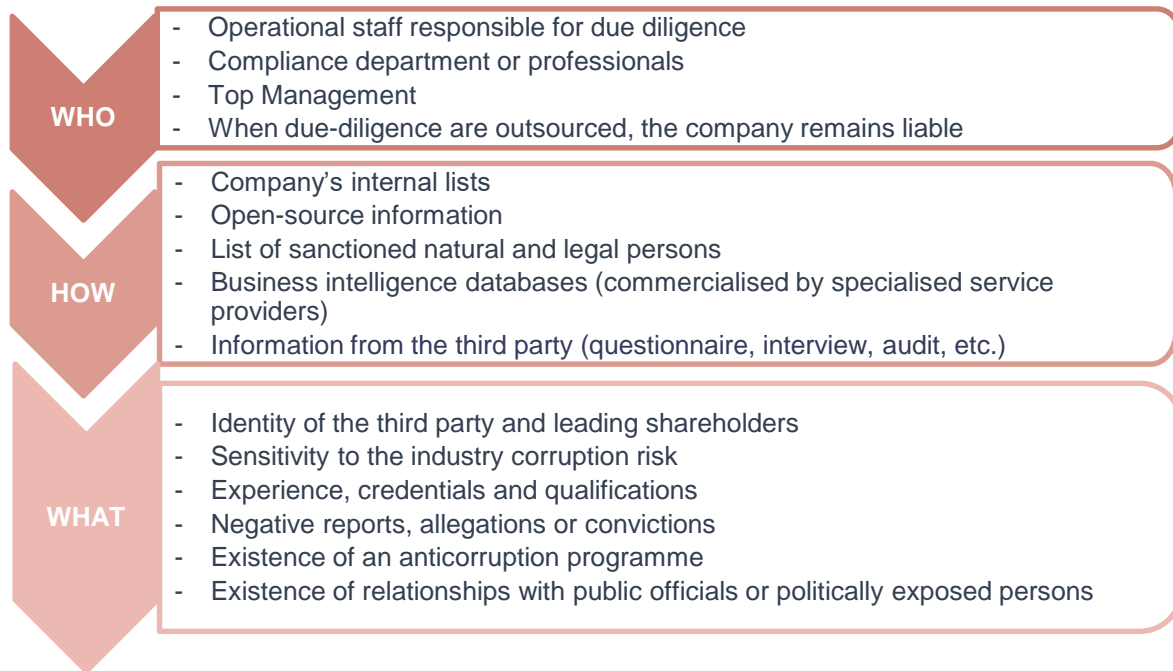 WHO
- Operational staff responsible for due diligence
- Compliance department or professionals
- Top Management
- When due-diligence are outsourced, the company remains liable
HOW
- Company's internal lists
- Open-source information
- List of sanctioned natural and legal persons
- Business intelligence databases (commercialised by specialised service
providers)
- Information from the third party (questionnaire, interview, audit, etc.)
WHAT
- Identity of the third party and leading shareholders
- Sensitivity to the industry corruption risk
- Experience, credentials and qualifications
- Negative reports, allegations or convictions
- Existence of an anticorruption programme
- Existence of relationships with public officials or politically exposed persons